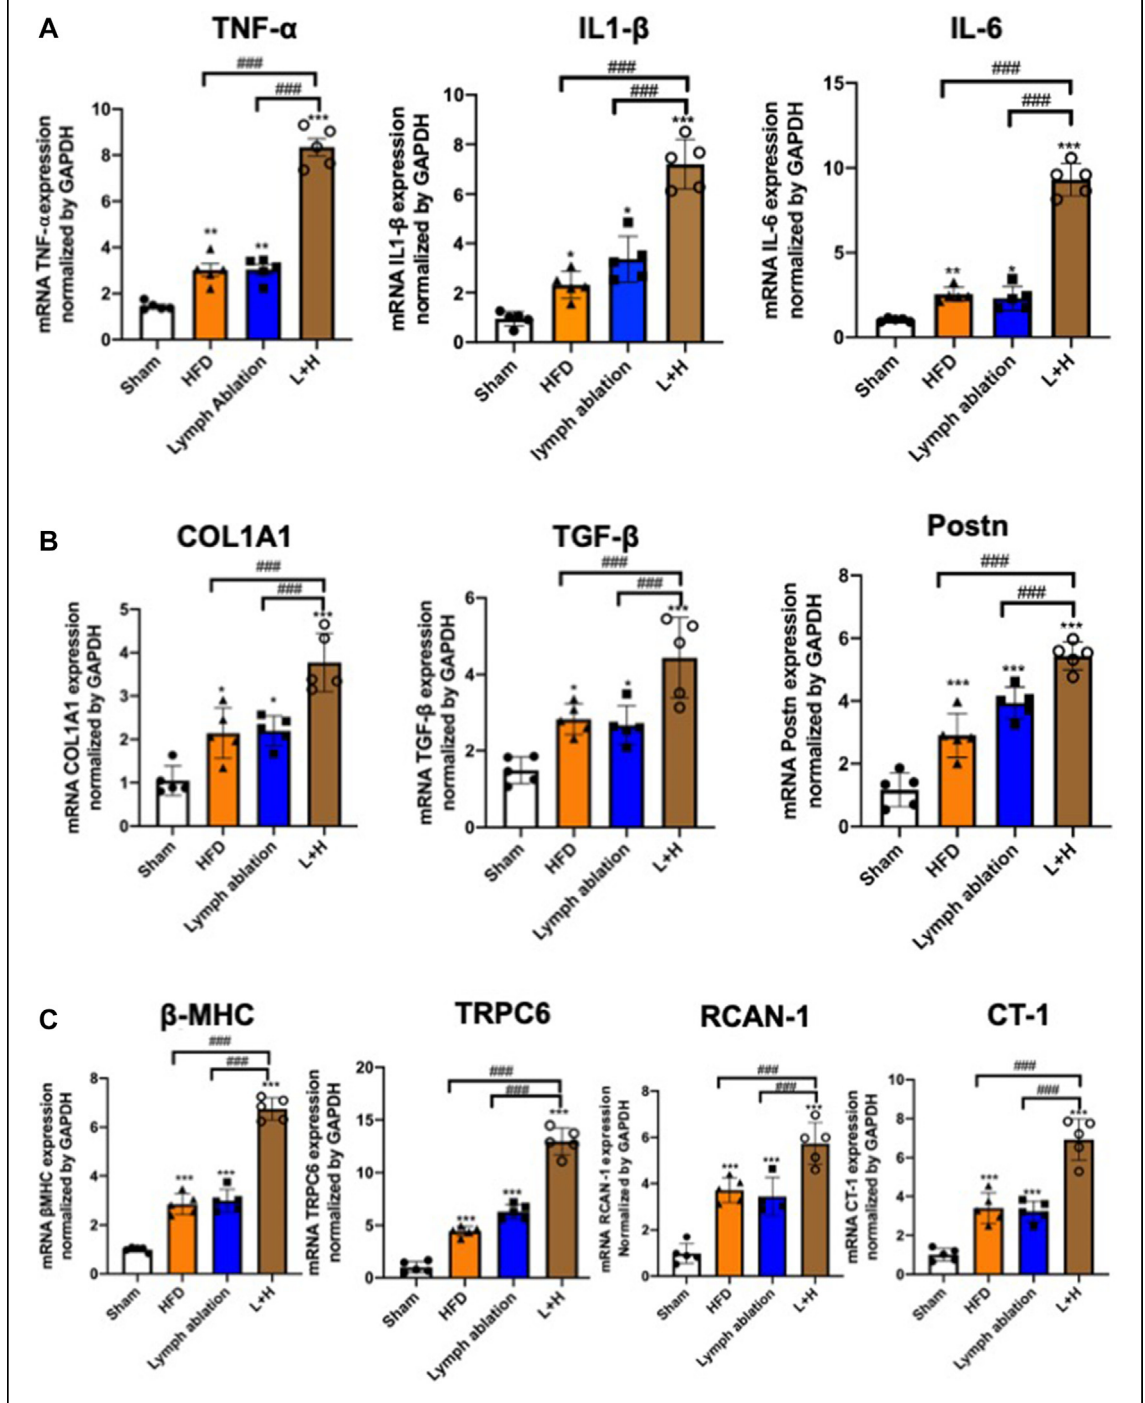 A
TNF-α
###
###
mRNA TNF-αexpression
normalized by GAPDH
10
8
6
4
2
0
**
**
***
Sham
HFD
Lymph Ablation
L+H
IL1-β
###
###
mRNA IL1-β expression
normalized by GAPDH
10
8
6
4
2
0
*
*
***
Sham
HFD
lymph ablation
L+H
IL-6
###
###
mRNA IL-6 expression
normalized by GAPDH
15
10
5
0
**
*
***
Sham
HFD
Lymph ablation
L+H
B
COL1A1
###
###
mRNA COL1A1 expression
normalized by GAPDH
5
4
3
2
1
0
*
*
***
Sham
HFD
Lymph ablation
L+H
TGF-β
###
###
mRNA TGF-β expression
normalized by GAPDH
6
4
2
0
*
*
***
Sham
HFD
Lymph ablation
L+H
Postn
###
###
mRNA Postn expression
normalized by GAPDH
8
6
4
2
0
***
***
***
Sham
HFD
Lymph ablation
L+H
C
β-MHC
###
###
mRNA βMHC expression
normalized by GAPDH
8
6
4
2
0
***
***
***
Sham
HFD
Lymph ablation
L+H
TRPC6
###
###
mRNA TRPC6 expression
normalized by GAPDH
20
15
10
5
0
***
***
***
Sham
HFD
Lymph ablation
L+H
RCAN-1
###
###
mRNA RCAN-1 expression
Normalized by GAPDH
8
6
4
2
0
***
***
***
Sham
HFD
Lymph ablation
L+H
CT-1
###
###
mRNA CT-1 expression
normalized by GAPDH
10
8
6
4
2
0
***
***
***
Sham
HFD
Lymph ablation
L+H